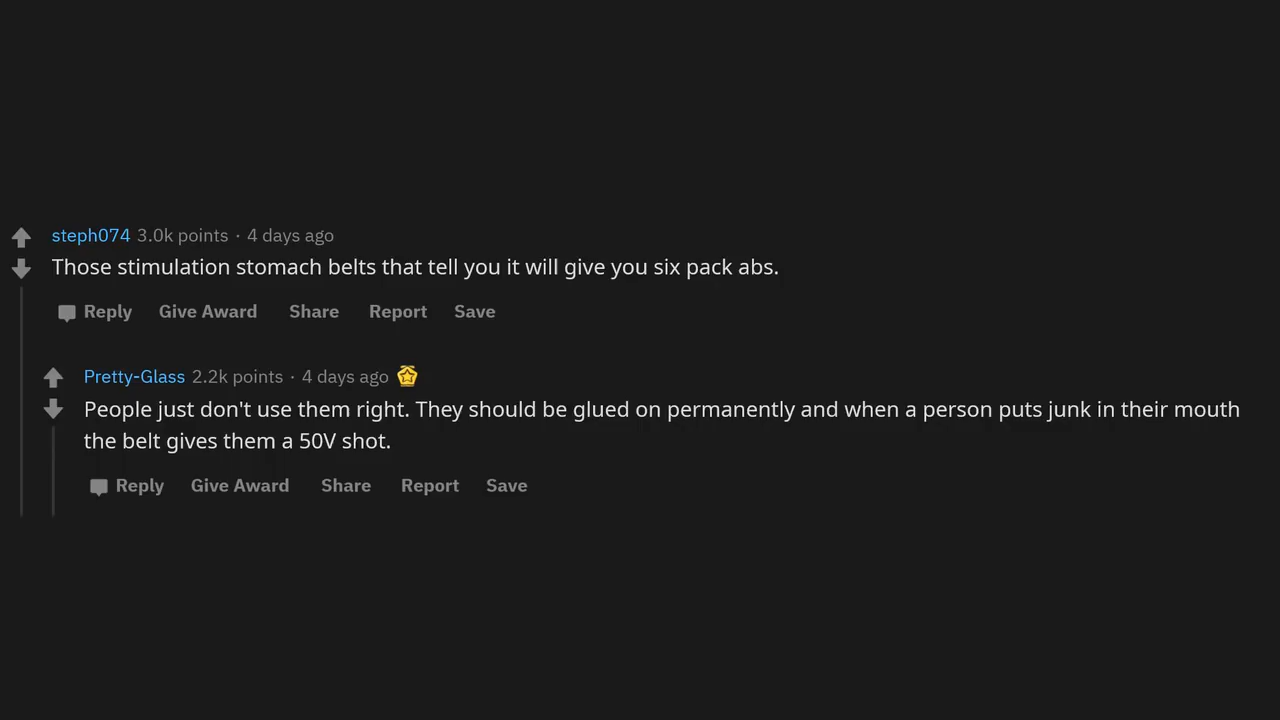 steph074 3.0k points · 4 days ago
Those stimulation stomach belts that tell you it will give you six pack abs.
Reply Give Award Share Report Save
Pretty-Glass 2.2k points · 4 days ago
People just don't use them right. They should be glued on permanently and when a person puts junk in their mouth
the belt gives them a 50V shot.
Reply Give Award Share Report Save